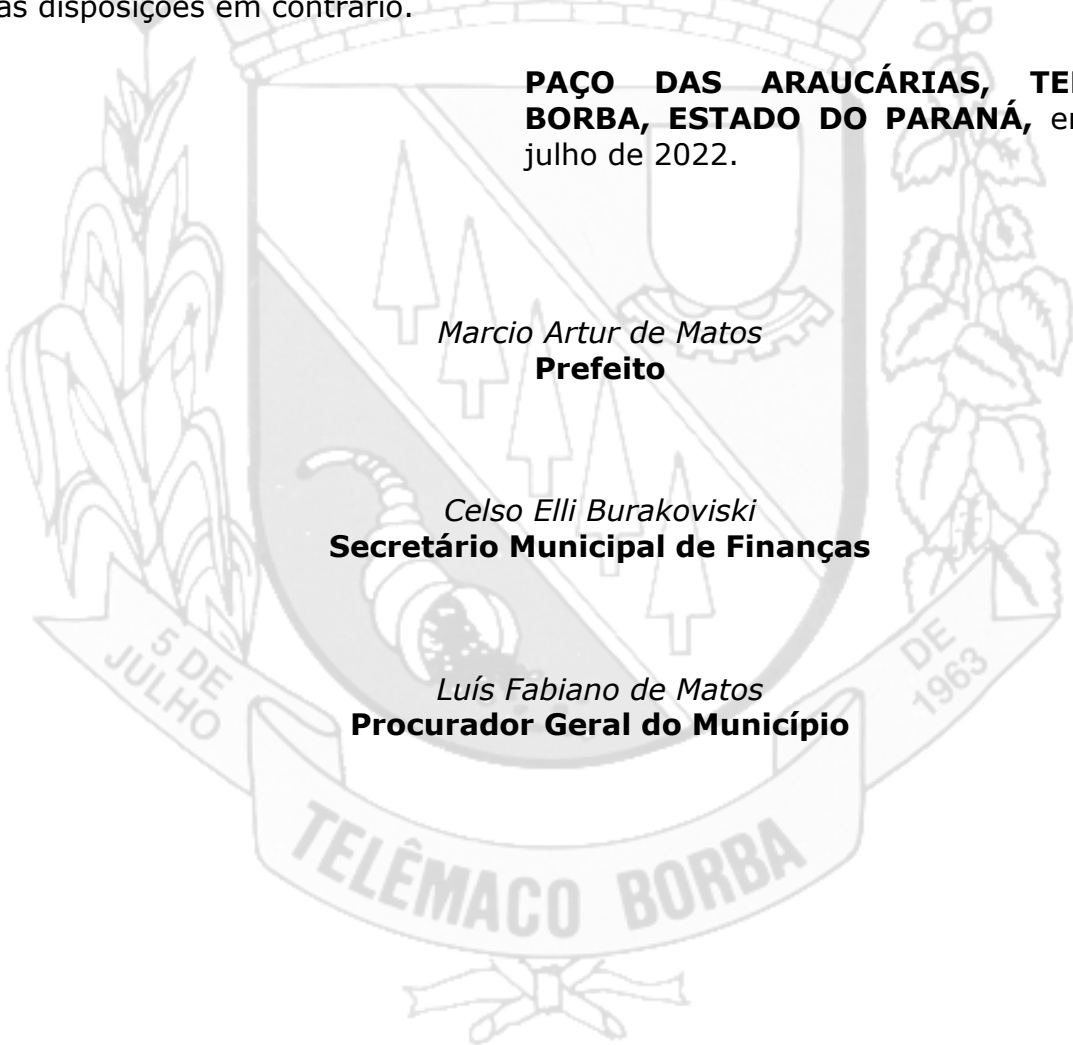 as disposições em contrário.
PAÇO DAS ARAUCÁRIAS,
BORBA, ESTADO DO PARANÁ,
julho de 2022.
Marcio Artur de Matos
Prefeito
Celso Elli Burakoviski
Secretário Municipal de Finanças
Luís Fabiano de Matos
Procurador Geral do Município
5 DE
JULHO
DE
1963
TELÊMACO BORBA